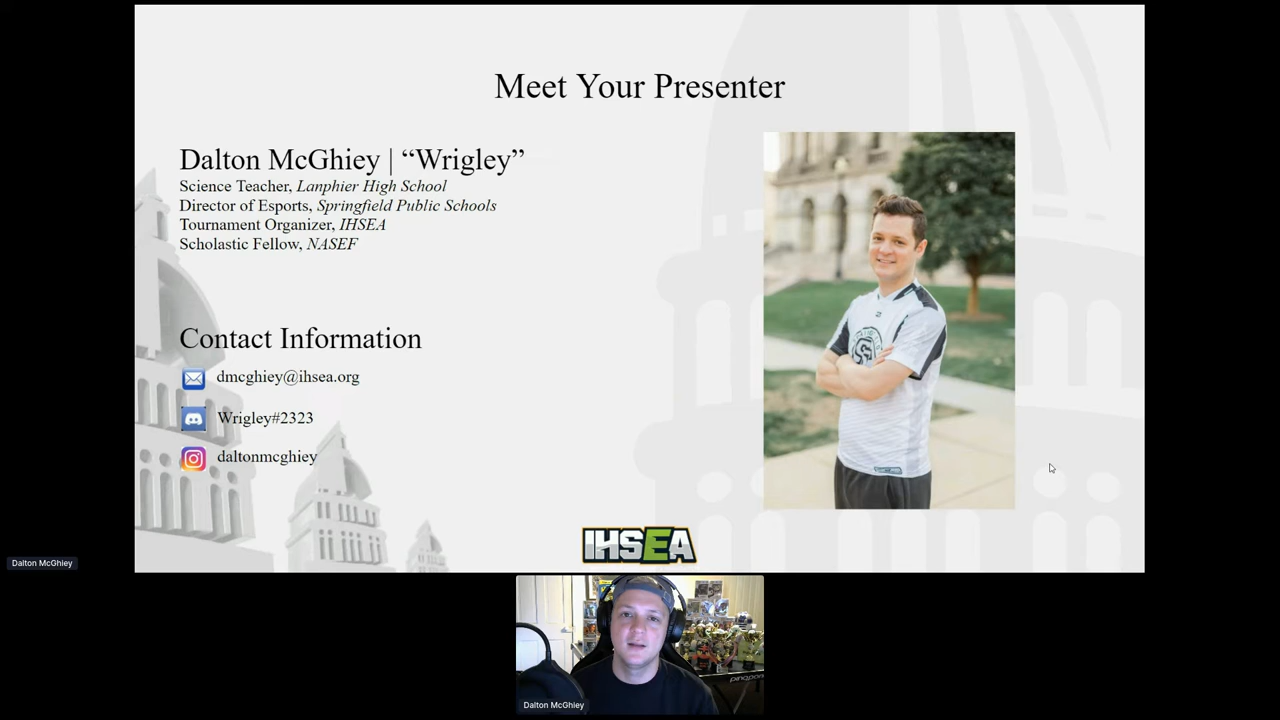 Meet Your Presenter
Dalton McGhiey | “Wrigley”
Science Teacher, Lanphier High School
Director of Esports, Springfield Public Schools
Tournament Organizer, IHSEA
Scholastic Fellow, NASEF
Contact Information
dmcghiey@ihsea.org
Wrigley#2323
daltonmcghiey
IHSEA
Dalton McGhiey
Dalton McGhiey